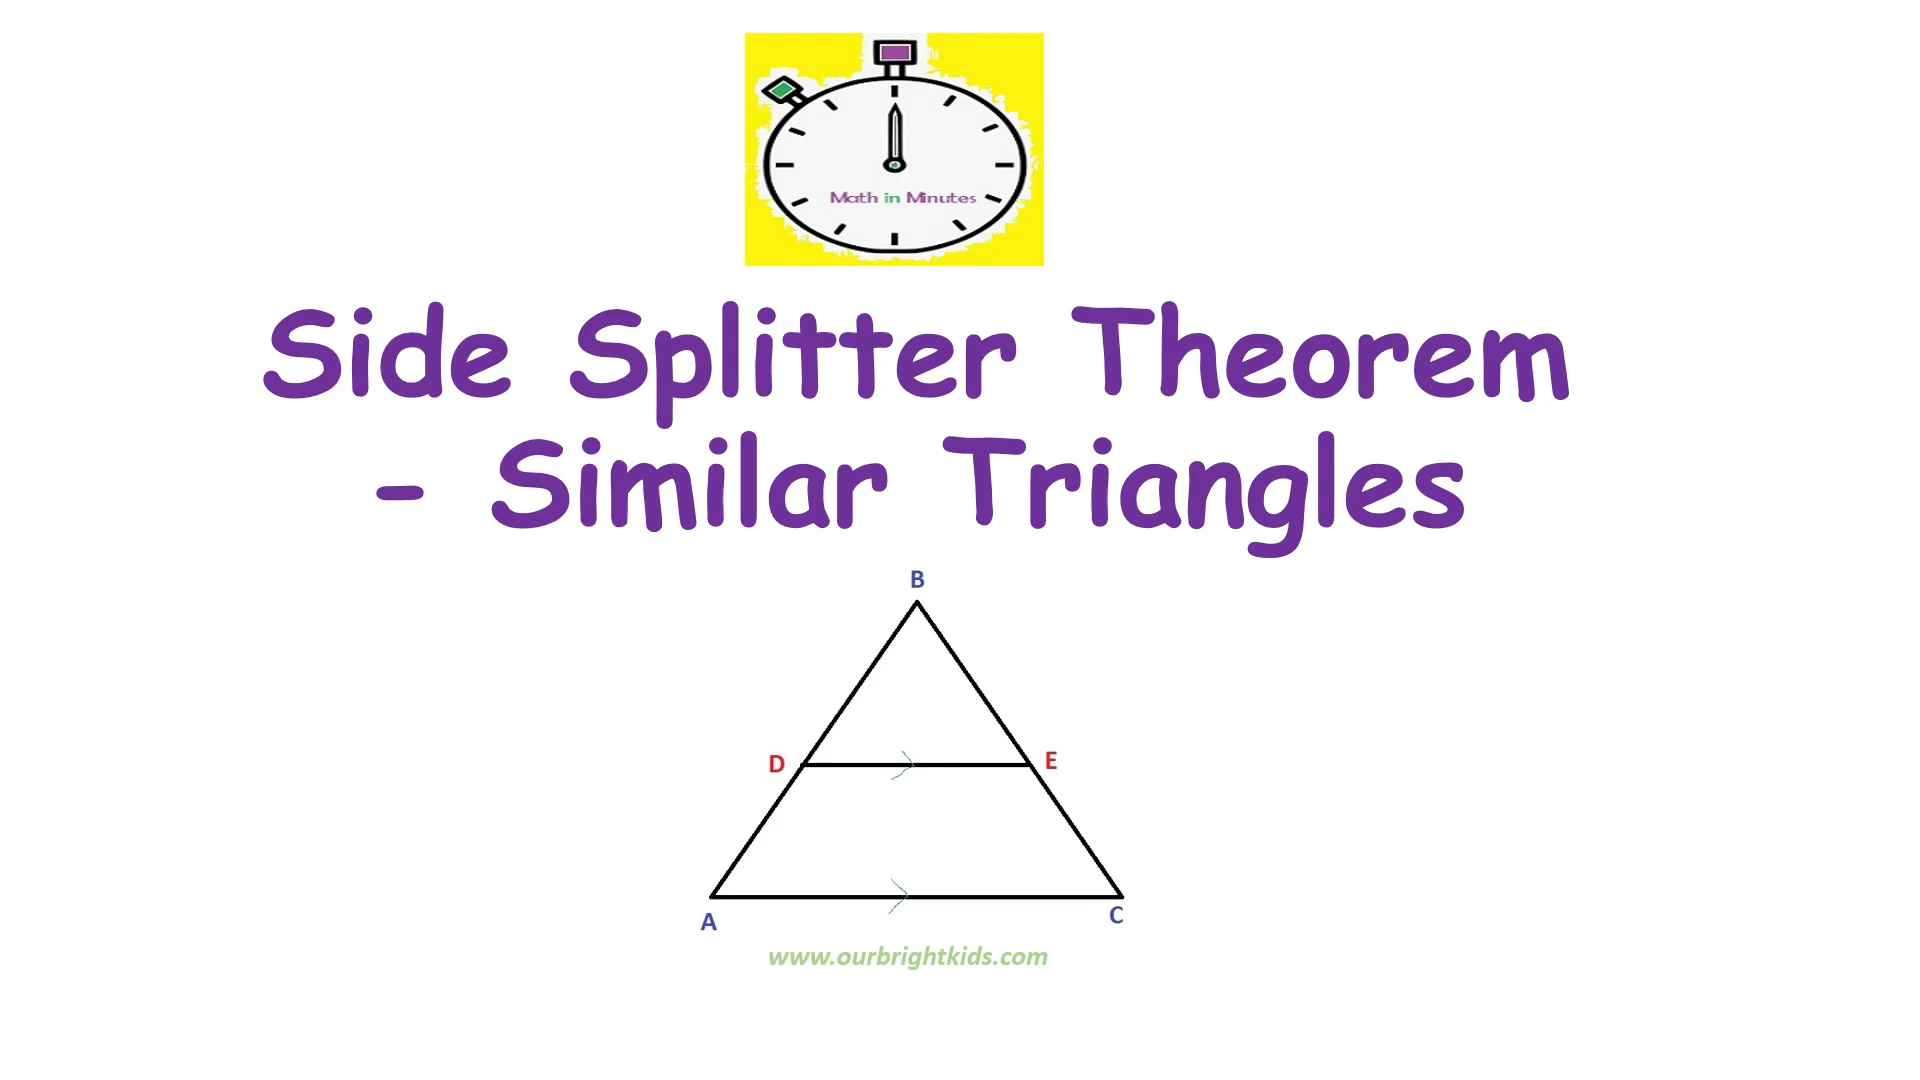 Math in Minutes
Side Splitter Theorem
- Similar Triangles
B
D
E
A
C
www.ourbrightkids.com